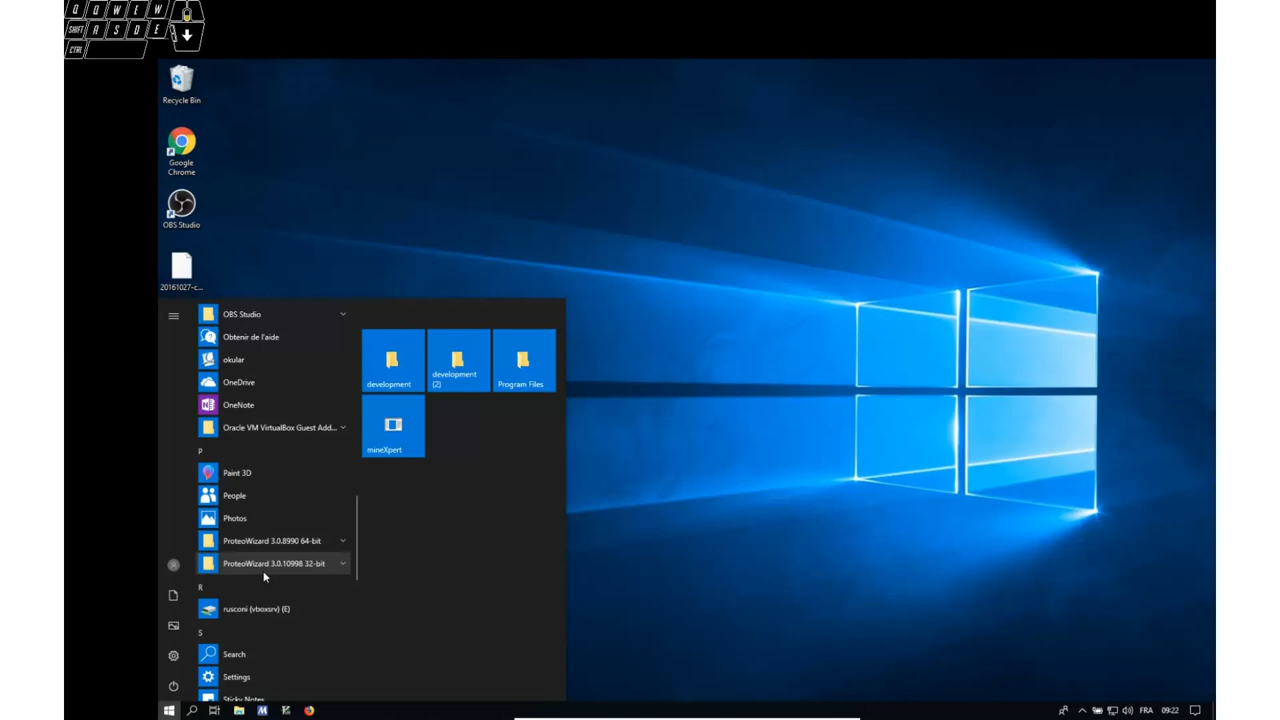 Q Q W E W
SHIFT A S D E
CTRL
Recycle Bin
Google
Chrome
OBS Studio
20161027-c...
OBS Studio
Obtenir de l'aide
okular
OneDrive
OneNote
Oracle VM VirtualBox Guest Add...
P
Paint 3D
People
Photos
ProteoWizard 3.0.8990 64-bit
ProteoWizard 3.0.10998 32-bit
R
rusconi (vboxsrv) (E)
S
Search
Settings
Sticky Notes
development
development
(2)
Program Files
mineXpert
FRA
09:22